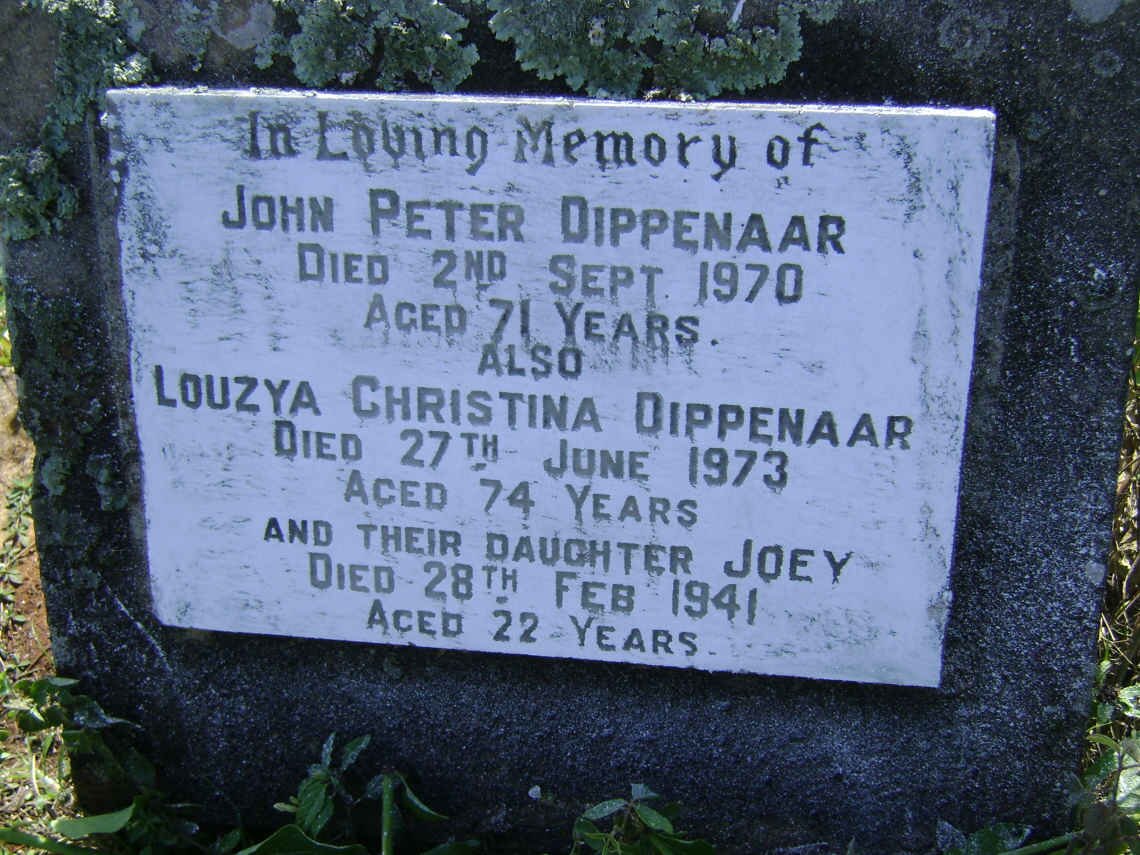 In Loving Memory of
JOHN PETER DIPPENAAR
DIED 2ND SEPT. 1970
AGED 71 YEARS.
ALSO
LOUZYA CHRISTINA DIPPENAAR
DIED 27TH JUNE 1973
AGED 74 YEARS
AND THEIR DAUGHTER JOEY
DIED 28TH FEB 1941
AGED 22 YEARS.